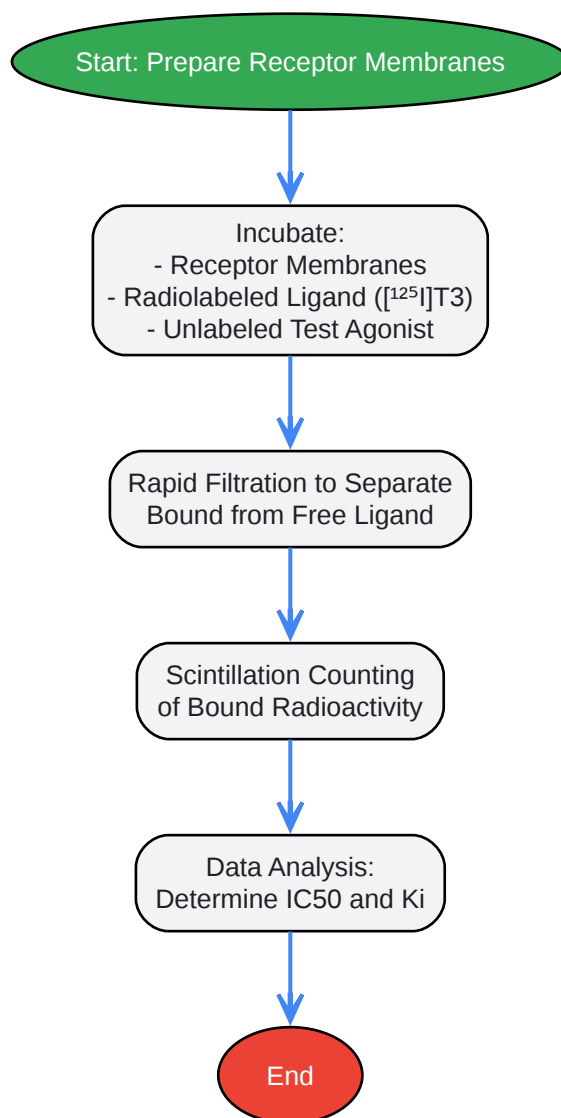 Start: Prepare Receptor Membranes
Incubate:
- Receptor Membranes
- Radiolabeled Ligand ([¹²⁵I]T3)
- Unlabeled Test Agonist
Rapid Filtration to Separate
Bound from Free Ligand
Scintillation Counting
of Bound Radioactivity
Data Analysis:
Determine IC50 and Ki
End